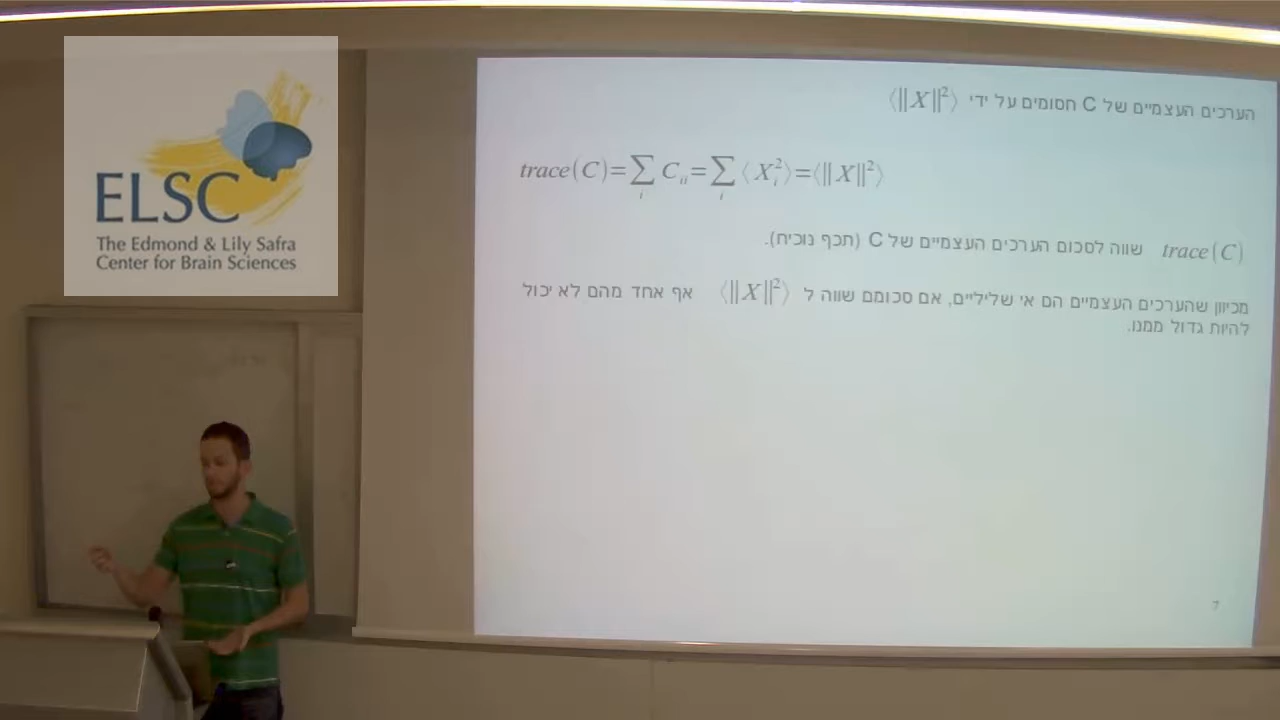 ELSC
The Edmond & Lily Safra
Center for Brain Sciences
הערכים העצמיים של C חסומים על ידי ⟨||X||²⟩
trace(C)=∑ᵢ Cᵢᵢ=∑ᵢ⟨Xᵢ²⟩=⟨||X||²⟩
trace(C) שווה לסכום הערכים העצמיים של C (תכף נוכיח).
מכיוון שהערכים העצמיים הם אי שליליים, אם סכומם שווה ל ⟨||X||²⟩ אף אחד מהם לא יכול
להיות גדול ממנו.
7